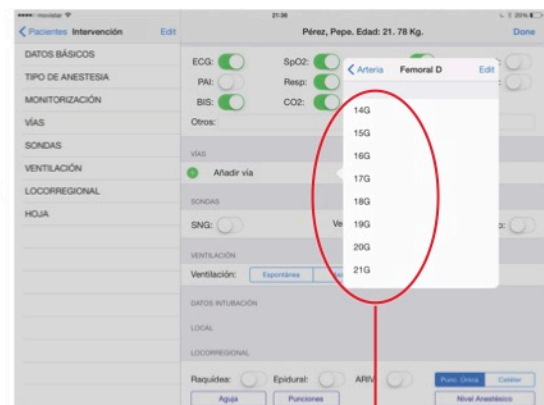 movistar
21:36
20%
Pacientes Intervención Edit
Pérez, Pepe. Edad: 21. 78 Kg. Done
DATOS BÁSICOS
TIPO DE ANESTESIA
MONITORIZACIÓN
VÍAS
SONDAS
VENTILACIÓN
LOCORREGIONAL
HOJA
ECG: SpO2:
PAI: Resp:
BIS: CO2:
Otros:
Arteria Femoral D Edit
14G
15G
16G
17G
18G
19G
20G
21G
VÍAS
Añadir vía
SONDAS
SNG: Ve
VENTILACIÓN
Ventilación: Espontánea
DATOS INTUBACIÓN
LOCAL
LOCORREGIONAL
Raquídea: Epidural: ARIV Punc. Única Catéter
Aguja Punciones Nivel Anestésico